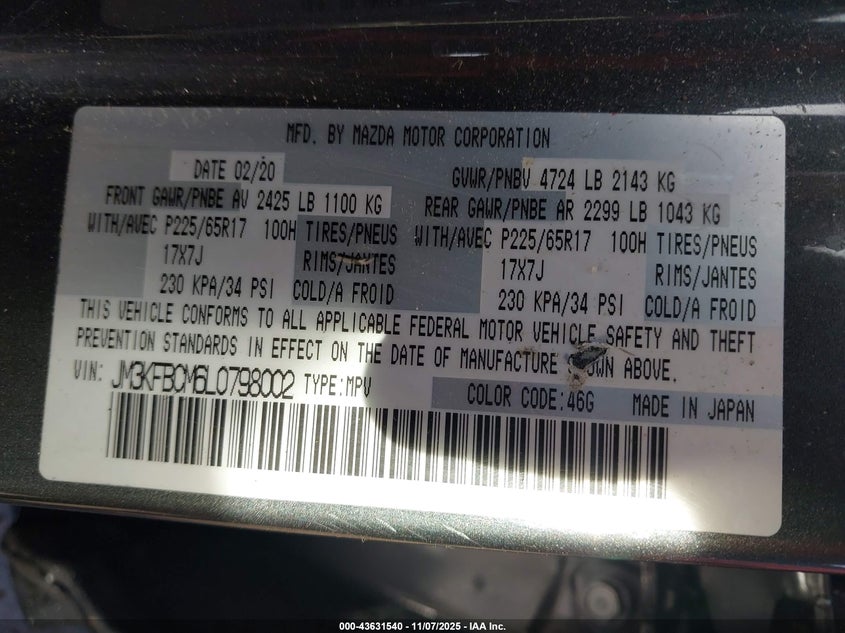 MFD. BY MAZDA MOTOR CORPORATION
DATE 02/20 GVWR/PNBV 4724 LB 2143 KG
FRONT GAWR/PNBE AV 2425 LB 1100 KG REAR GAWR/PNBE AR 2299 LB 1043 KG
WITH/AVEC P225/65R17 100H TIRES/PNEUS WITH/AVEC P225/65R17 100H TIRES/PNEUS
17X7J RIMS/JANTES 17X7J RIMS/JANTES
230 KPA/34 PSI COLD/A FROID 230 KPA/34 PSI COLD/A FROID
THIS VEHICLE CONFORMS TO ALL APPLICABLE FEDERAL MOTOR VEHICLE SAFETY AND THEFT
PREVENTION STANDARDS IN EFFECT ON THE DATE OF MANUFACTURE OWN ABOVE.
VIN: JM3KFBCM6L0798002 TYPE:MPV COLOR CODE:46G MADE IN JAPAN
000-43631540 - 11/07/2025 - IAA Inc.